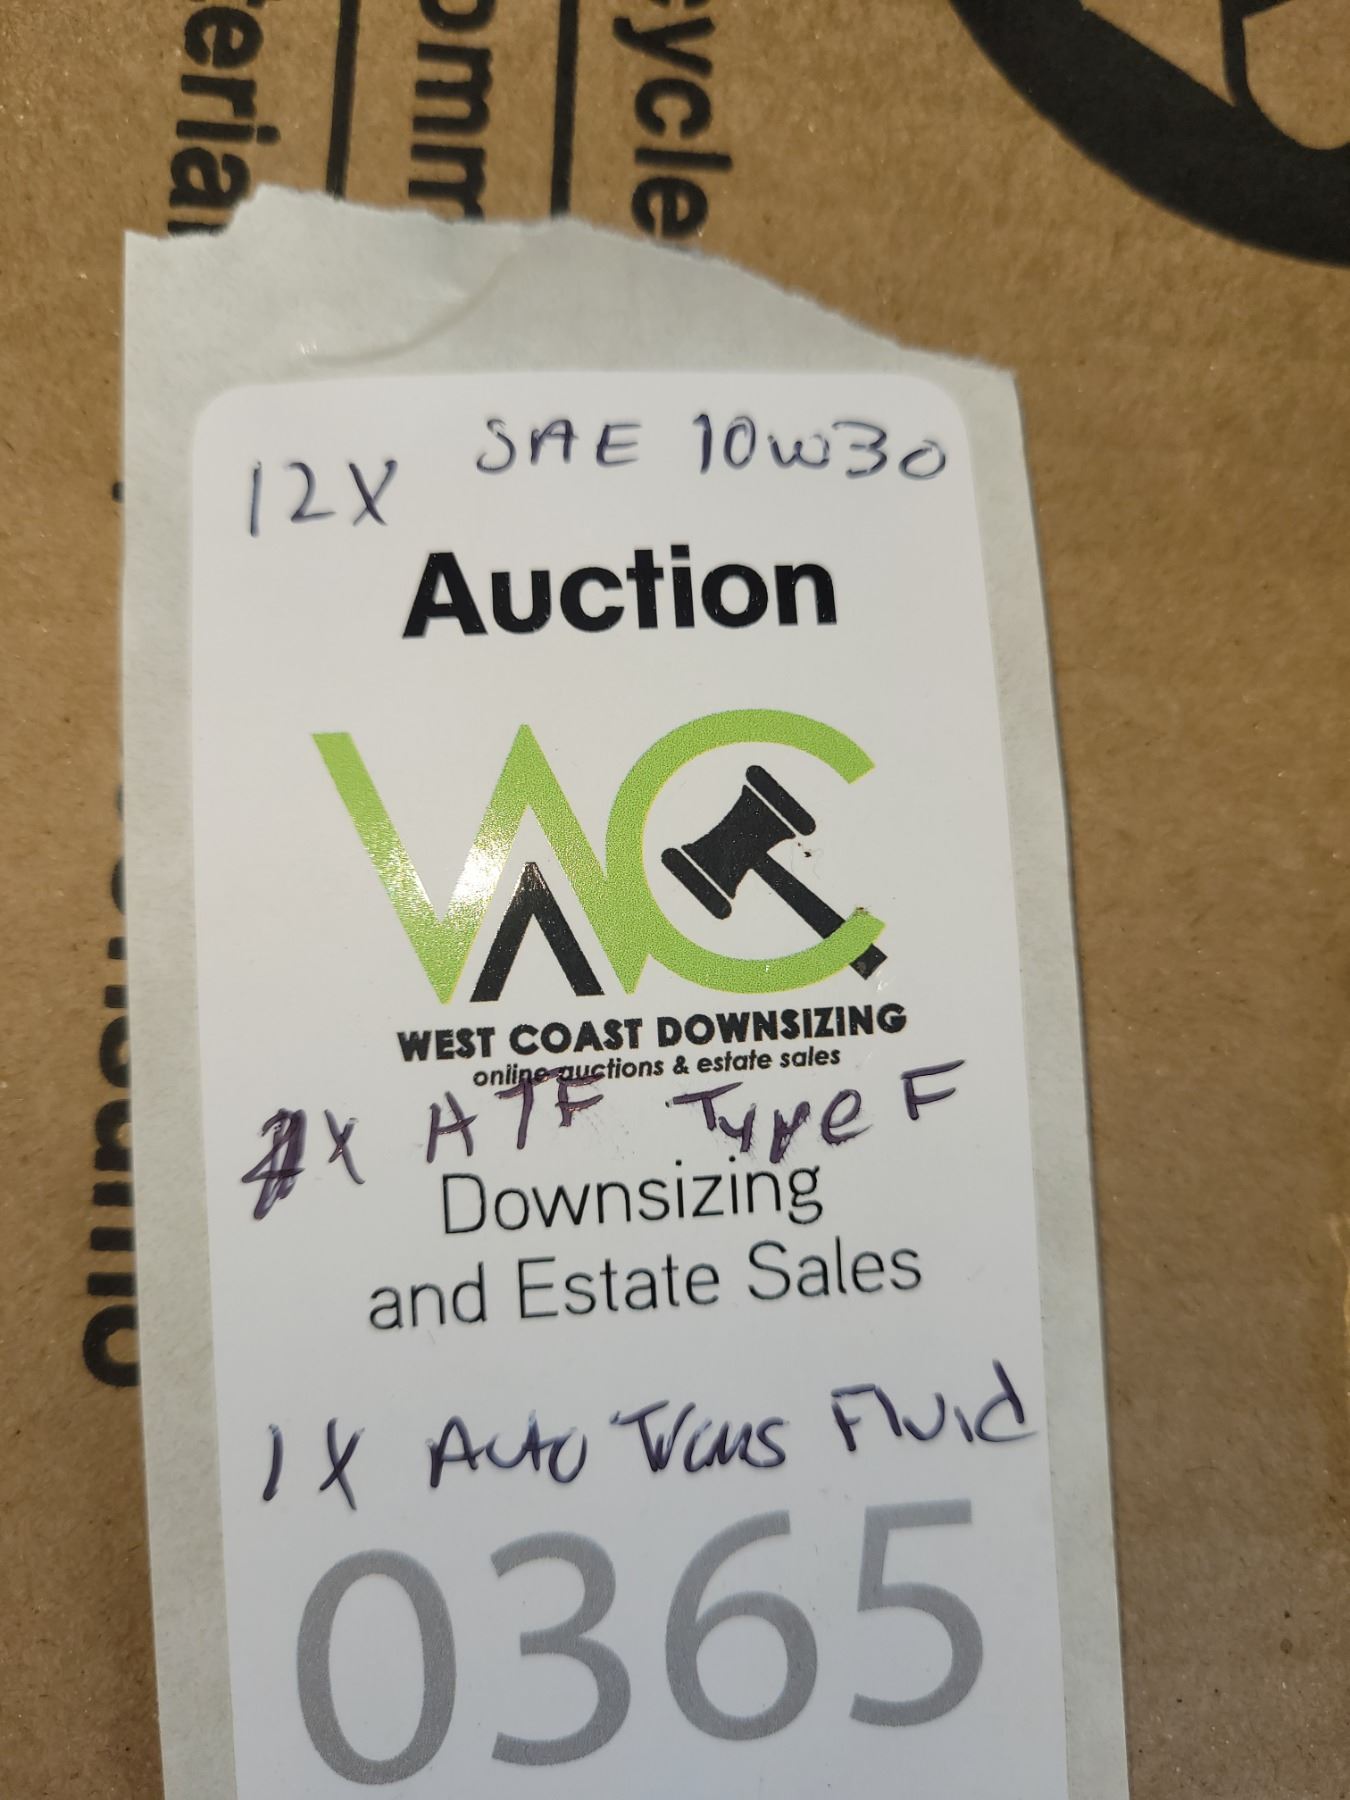 12X SAE 10W30
Auction
WEST COAST DOWNSIZING
online auctions & estate sales
X ATF Type F
Downsizing
and Estate Sales
1X Auto Trans Fluid
0365